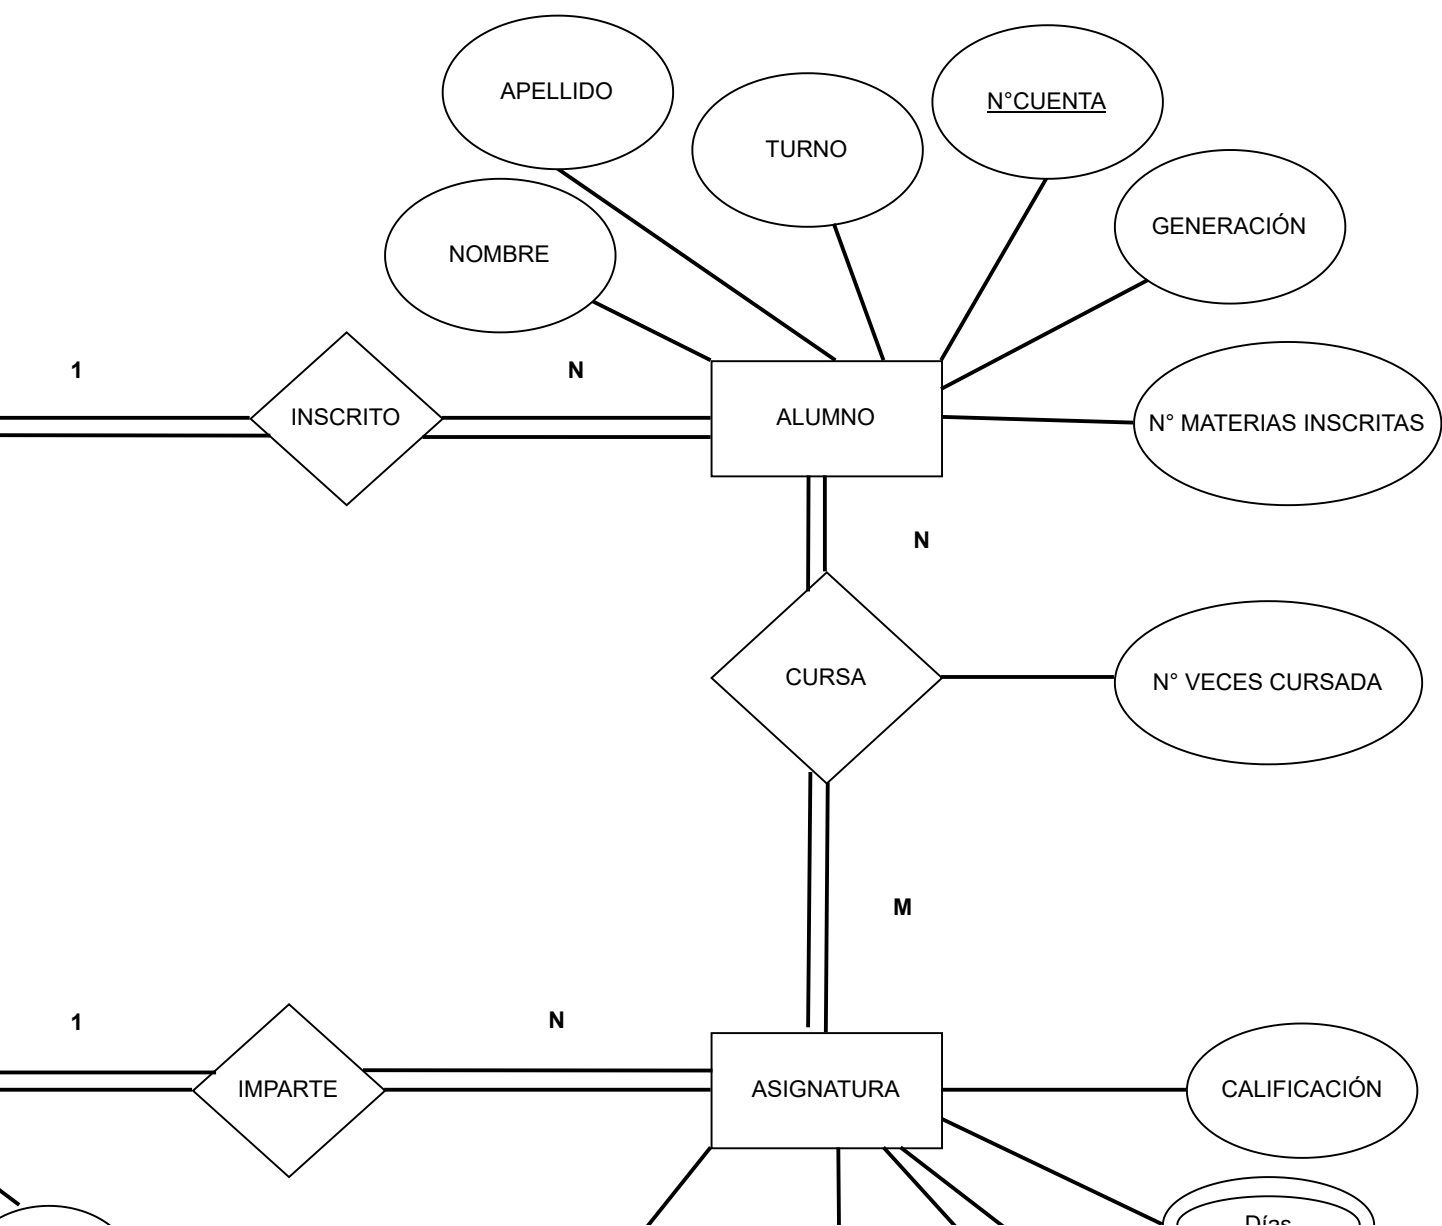 APELLIDO
N°CUENTA
TURNO
GENERACIÓN
NOMBRE
1
N
INSCRITO
ALUMNO
N° MATERIAS INSCRITAS
N
CURSA
N° VECES CURSADA
M
1
N
IMPARTE
ASIGNATURA
CALIFICACIÓN
Días